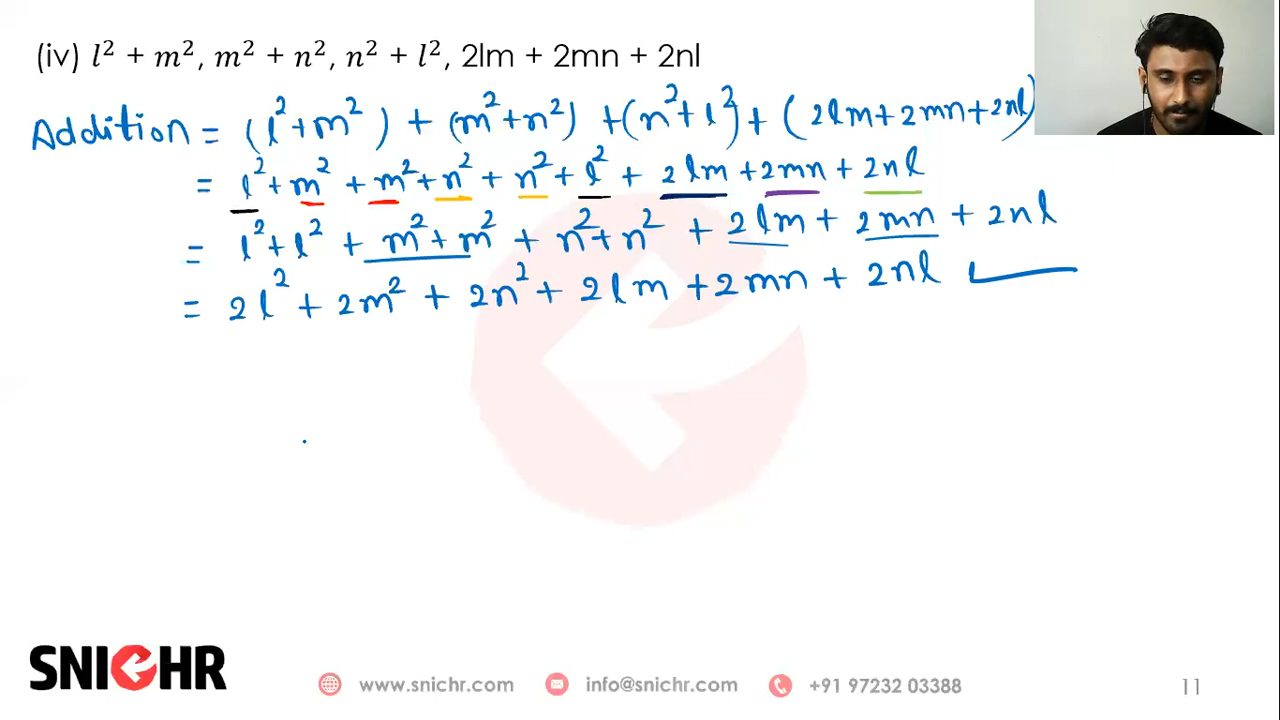 (iv) l² + m², m² + n², n² + l², 2lm + 2mn + 2nl
Addition = (l²+m²) + (m²+n²) + (n²+l²) + (2lm+2mn+2nl)
= l² + m² + m² + n² + n² + l² + 2lm + 2mn + 2nl
= l² + l² + m² + m² + n² + n² + 2lm + 2mn + 2nl
= 2l² + 2m² + 2n² + 2lm + 2mn + 2nl
SNICHR
www.snichr.com info@snichr.com +91 97232 03388 11